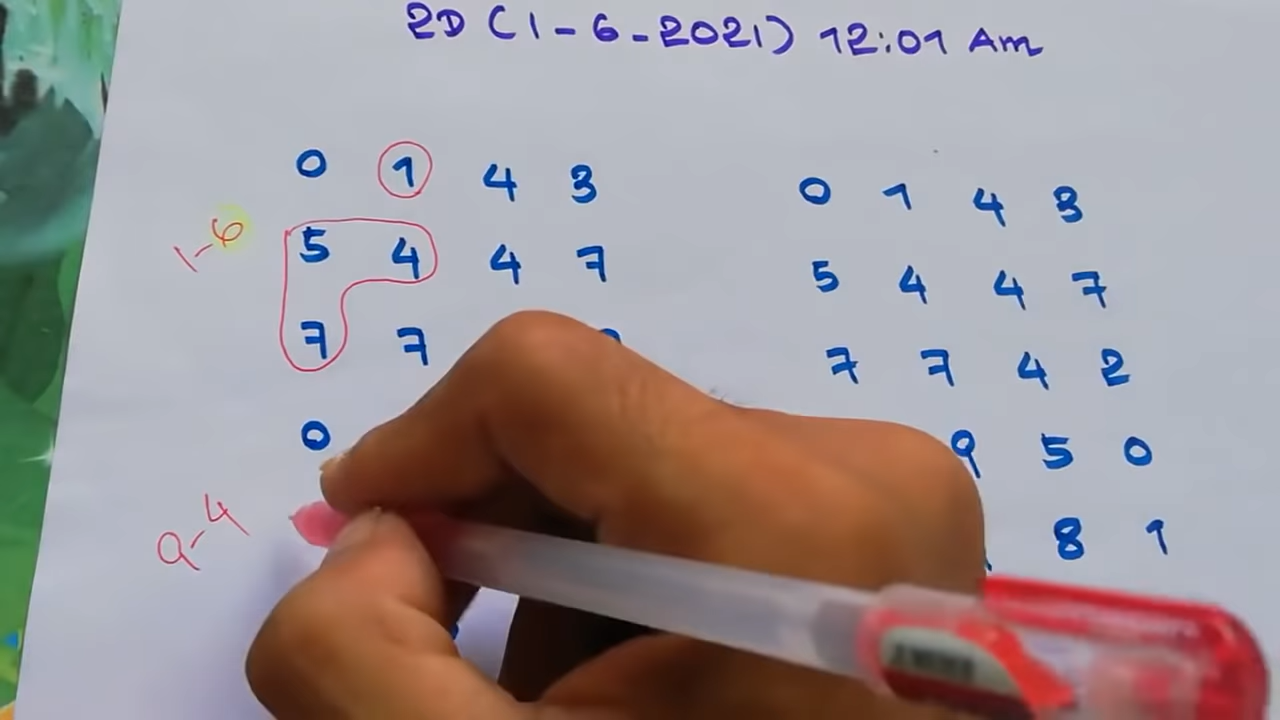 2D (1-6-2021) 12:01 Am
0 1 4 3
5 4 4 7
7 7
0
1-6
9-4
0 1 4 3
5 4 4 7
7 7 4 2
9 5 0
8 1